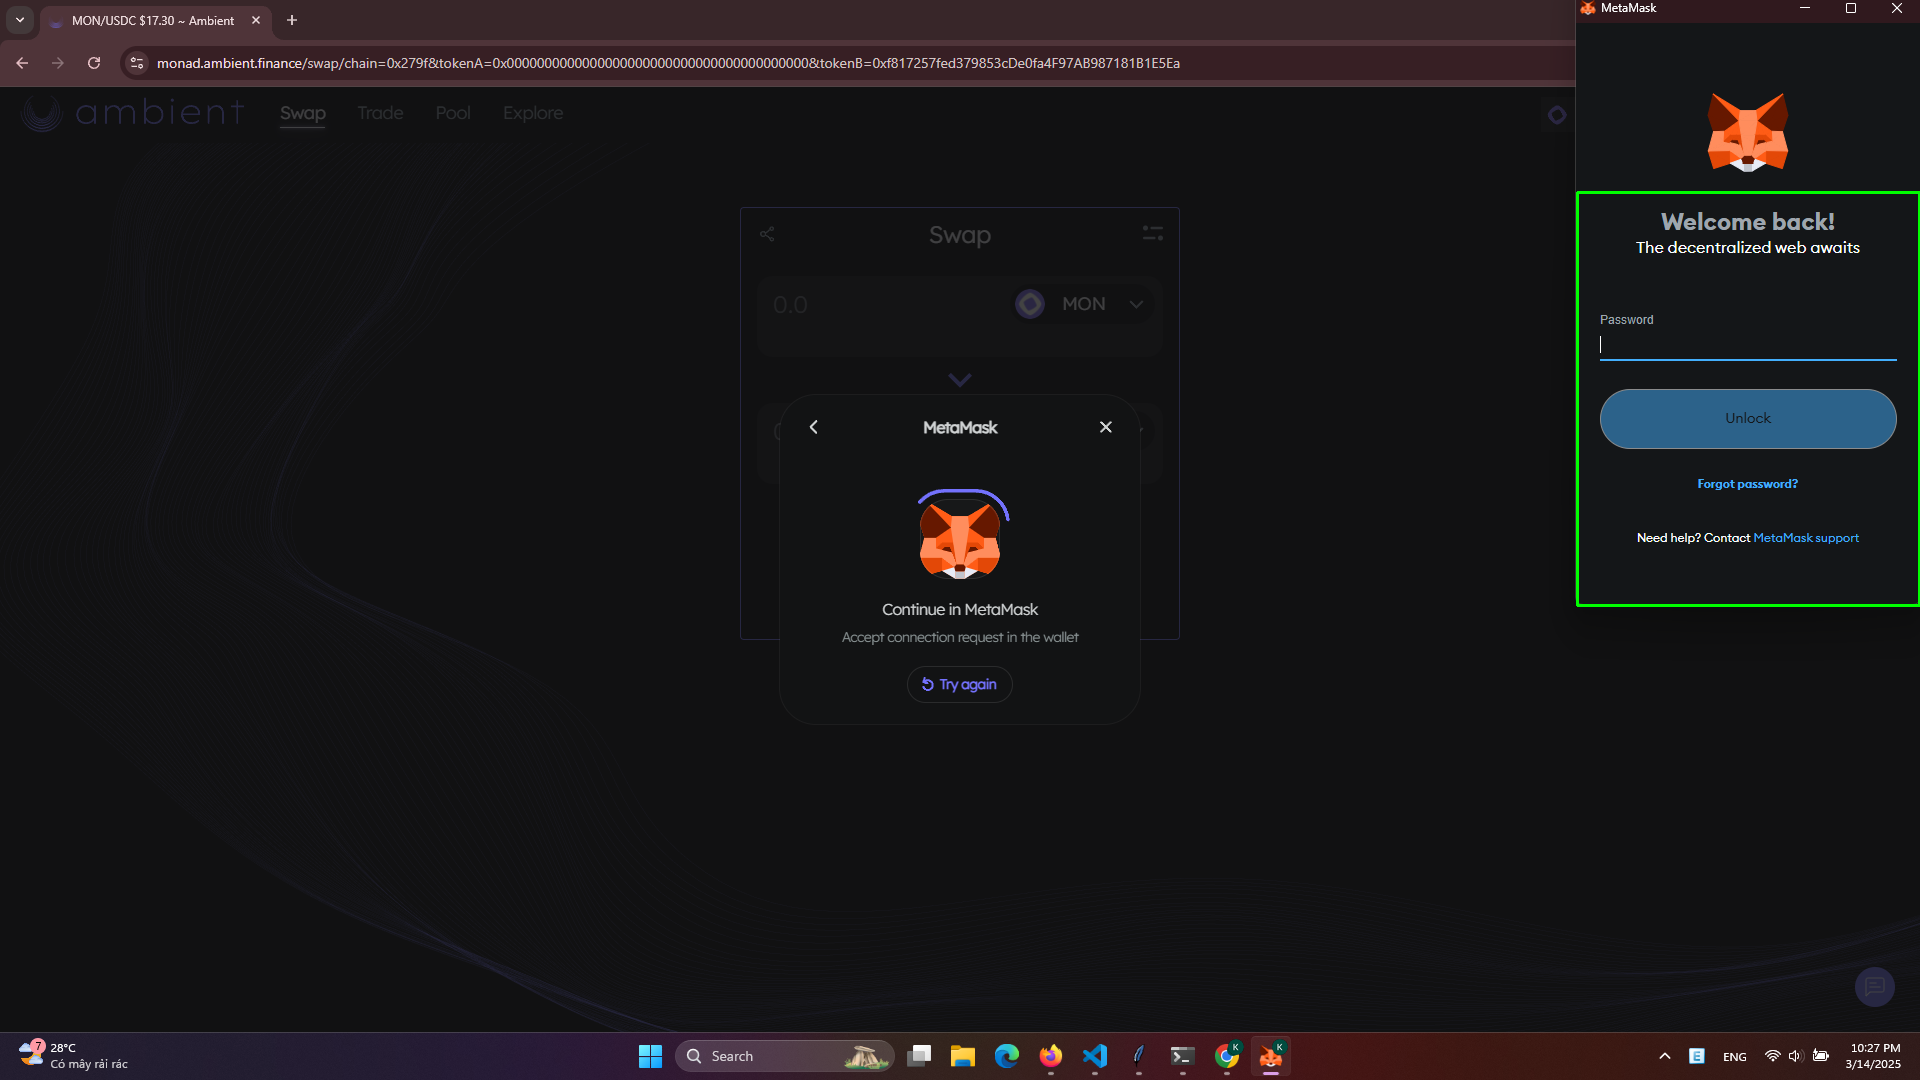 MON/USDC $17.30 ~ Ambient
MetaMask
monad.ambient.finance/swap/chain=0x279f&tokenA=0x0000000000000000000000000000000000000000&tokenB=0xf817257fed379853cDe0fa4F97AB987181B1E5Ea
ambient
Swap
Trade
Pool
Explore
Swap
0.0
MON
MetaMask
Continue in MetaMask
Accept connection request in the wallet
Try again
Welcome back!
The decentralized web awaits
Password
Unlock
Forgot password?
Need help? Contact MetaMask support
7
28°C
Có mây rải rác
Search
K
K
E
ENG
10:27 PM
3/14/2025